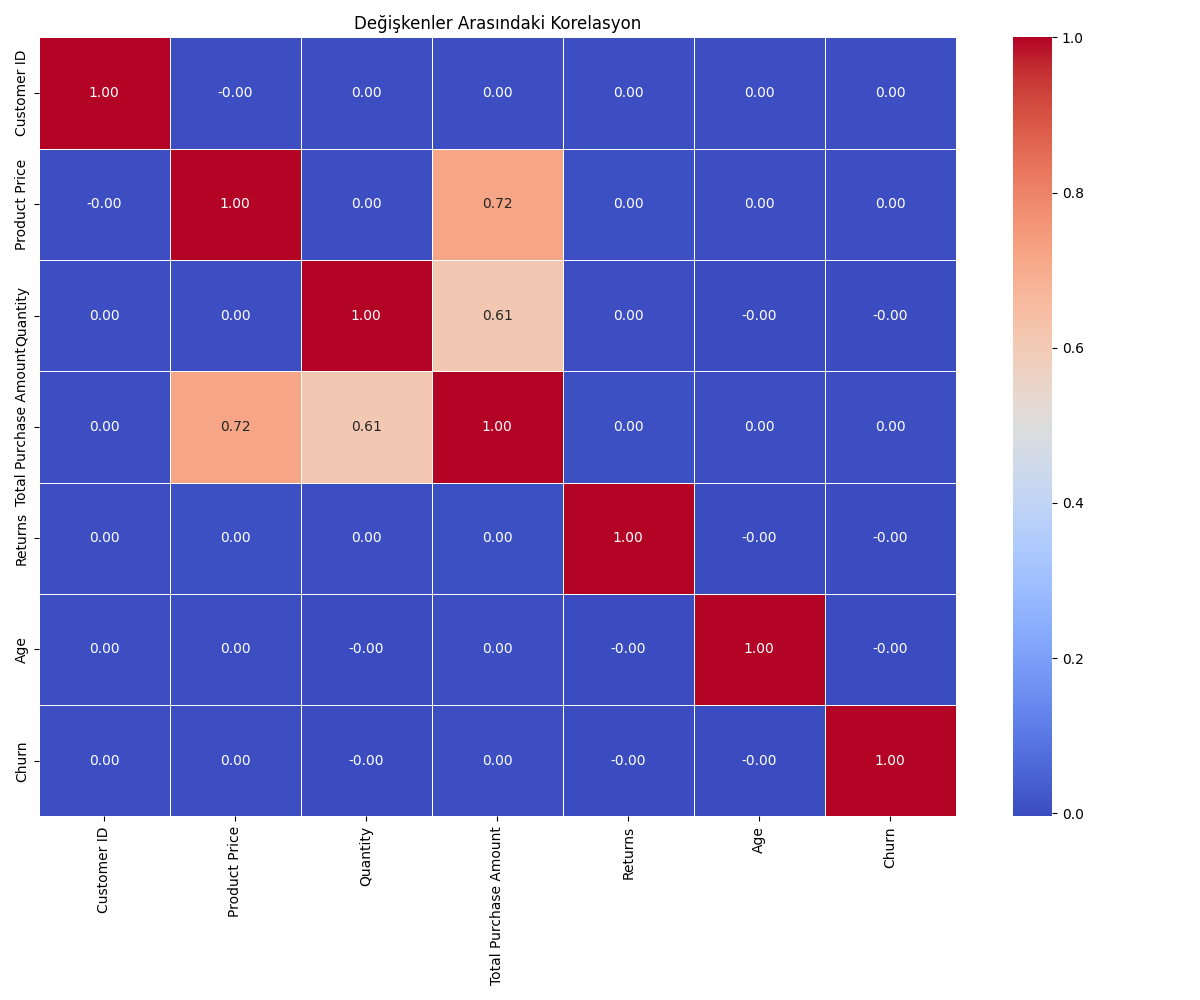 Değişkenler Arasındaki Korelasyon
Customer ID 1.00 -0.00 0.00 0.00 0.00 0.00 0.00
Product Price -0.00 1.00 0.00 0.72 0.00 0.00 0.00
Quantity 0.00 0.00 1.00 0.61 0.00 -0.00 -0.00
Total Purchase Amount 0.00 0.72 0.61 1.00 0.00 0.00 0.00
Returns 0.00 0.00 0.00 0.00 1.00 -0.00 -0.00
Age 0.00 0.00 -0.00 0.00 -0.00 1.00 -0.00
Churn 0.00 0.00 -0.00 0.00 -0.00 -0.00 1.00
Customer ID
Product Price
Quantity
Total Purchase Amount
Returns
Age
Churn
1.0
0.8
0.6
0.4
0.2
0.0